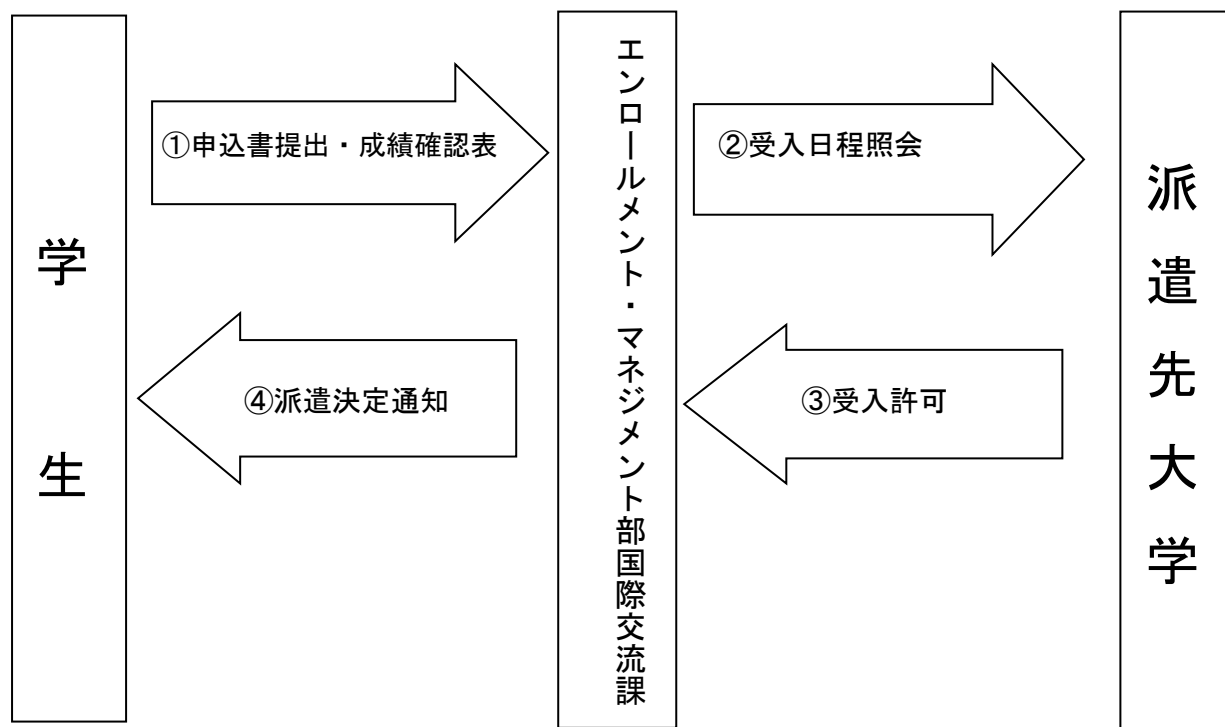 学生
①申込書提出・成績確認表
④派遣決定通知
エンロールメント・マネジメント部国際交流課
②受入日程照会
③受入許可
派遣先大学